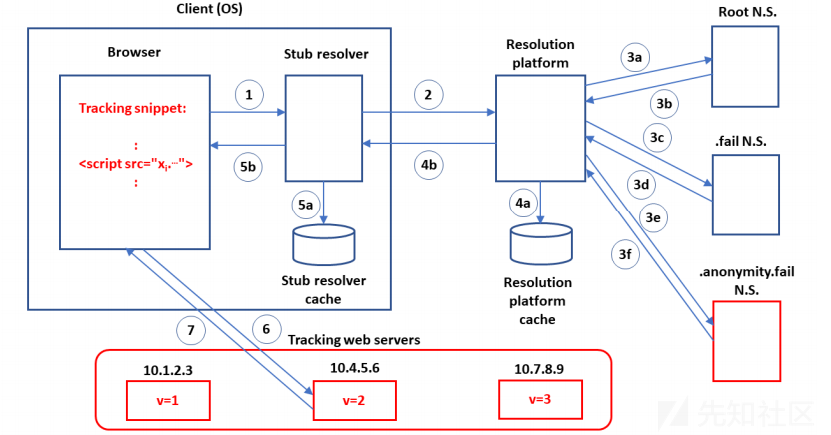 Client (OS)
Root N.S.
Browser
Stub resolver
Resolution
platform
3a
3b
Tracking snippet:
:
<script src="xᵢ.…">
:
1
2
5b
4b
3c
.fail N.S.
3d
3e
3f
5a
4a
Stub resolver
cache
Resolution
platform
cache
.anonymity.fail
N.S.
7
6
Tracking web servers
10.1.2.3
10.4.5.6
10.7.8.9
v=1
v=2
v=3
先知社区